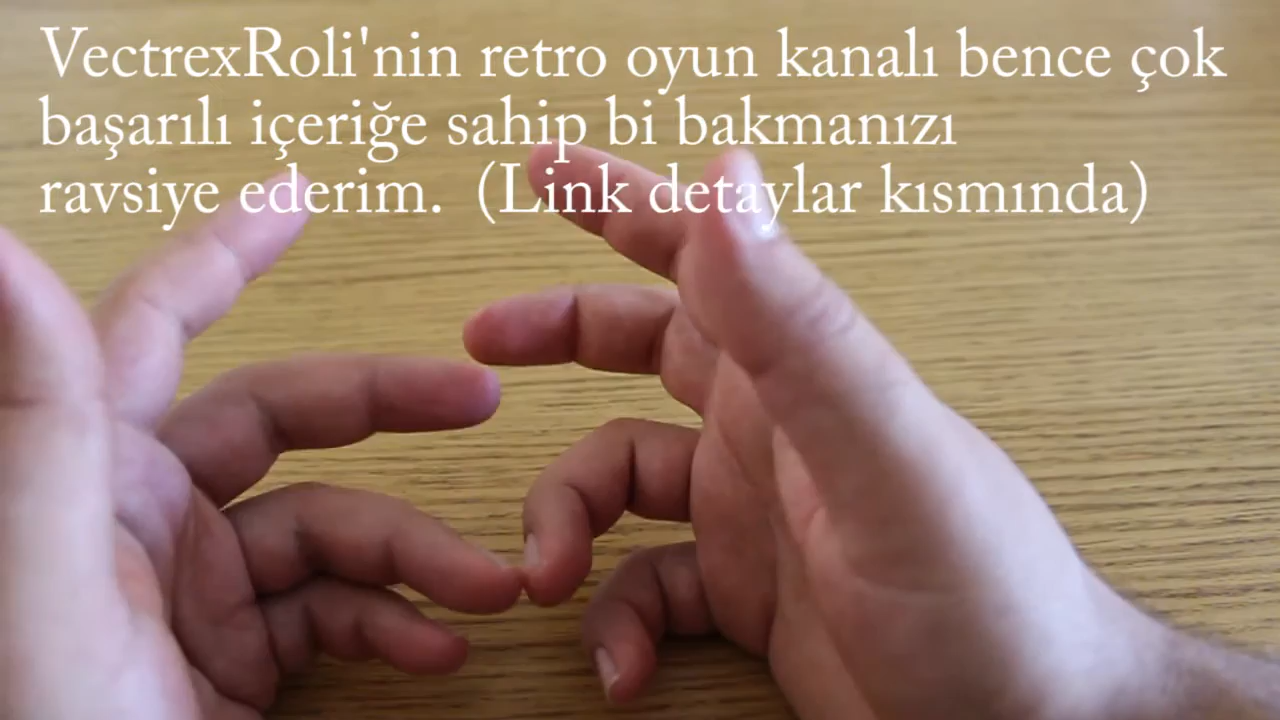 VectrexRoli'nin retro oyun kanalı bence çok
başarılı içeriğe sahip bi bakmanızı
ravsiye ederim. (Link detaylar kısmında)